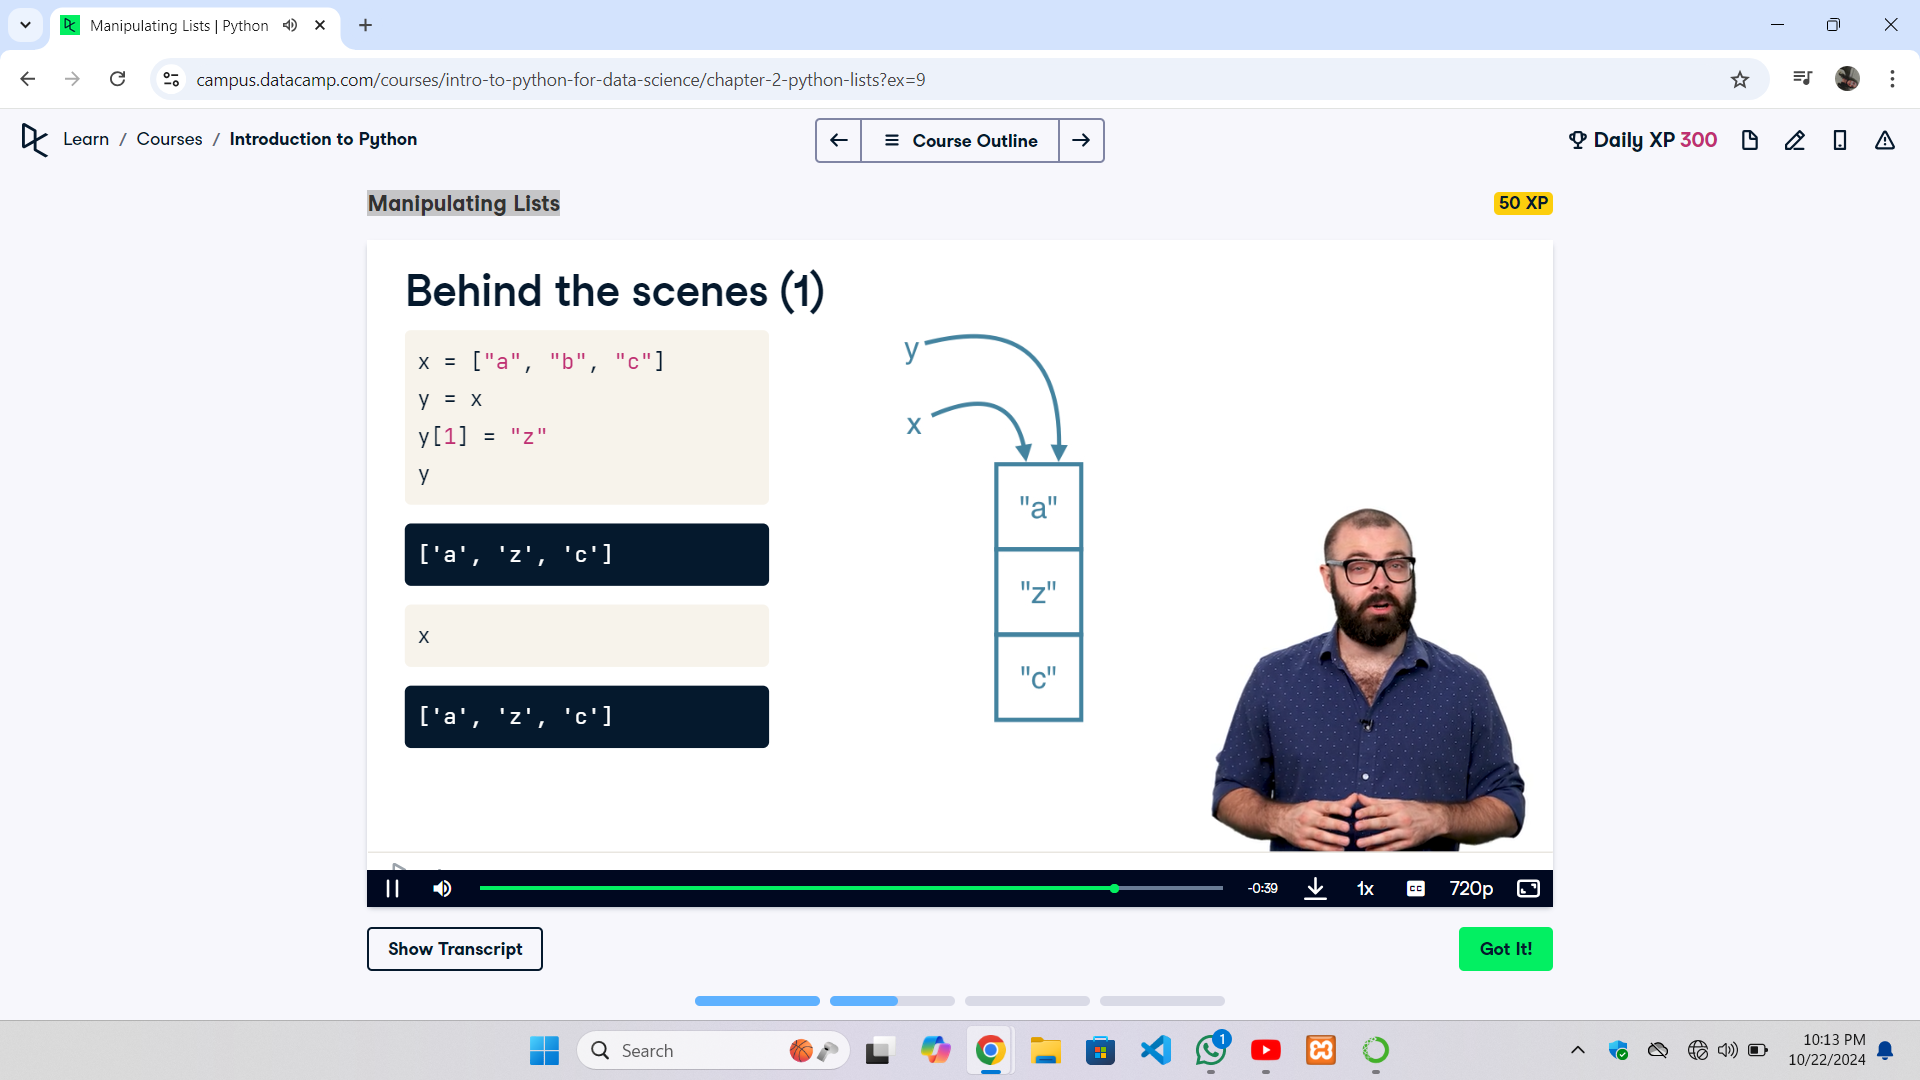 Manipulating Lists | Python
campus.datacamp.com/courses/intro-to-python-for-data-science/chapter-2-python-lists?ex=9
Learn / Courses / Introduction to Python
Course Outline
Daily XP 300
Manipulating Lists
50 XP
Behind the scenes (1)
x = ["a", "b", "c"]
y = x
y[1] = "z"
y
['a', 'z', 'c']
x
['a', 'z', 'c']
y
x
"a"
"z"
"c"
-0:39
1x
CC
720p
Show Transcript
Got It!
Search
1
10:13 PM
10/22/2024